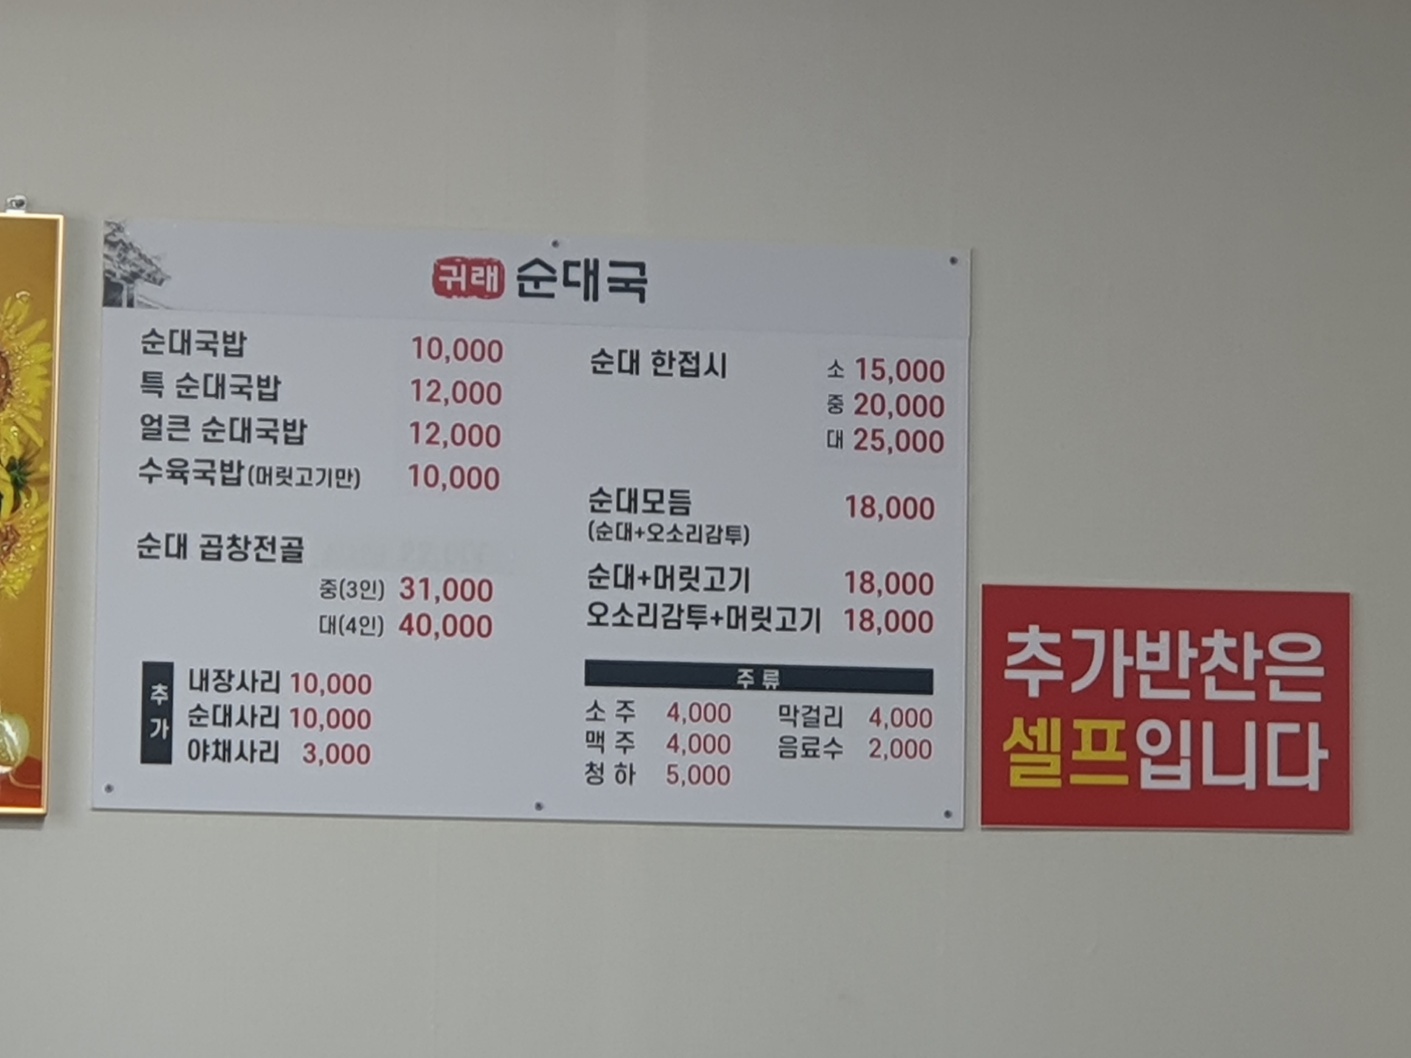 귀래 순대국
순대국밥 10,000
특 순대국밥 12,000
얼큰 순대국밥 12,000
수육국밥(머릿고기만) 10,000
순대 곱창전골
중(3인) 31,000
대(4인) 40,000
추가
내장사리 10,000
순대사리 10,000
야채사리 3,000
순대 한접시 소 15,000
중 20,000
대 25,000
순대모듬 18,000
(순대+오소리감투)
순대+머릿고기 18,000
오소리감투+머릿고기 18,000
주류
소주 4,000 막걸리 4,000
맥주 4,000 음료수 2,000
청하 5,000
추가반찬은
셀프입니다